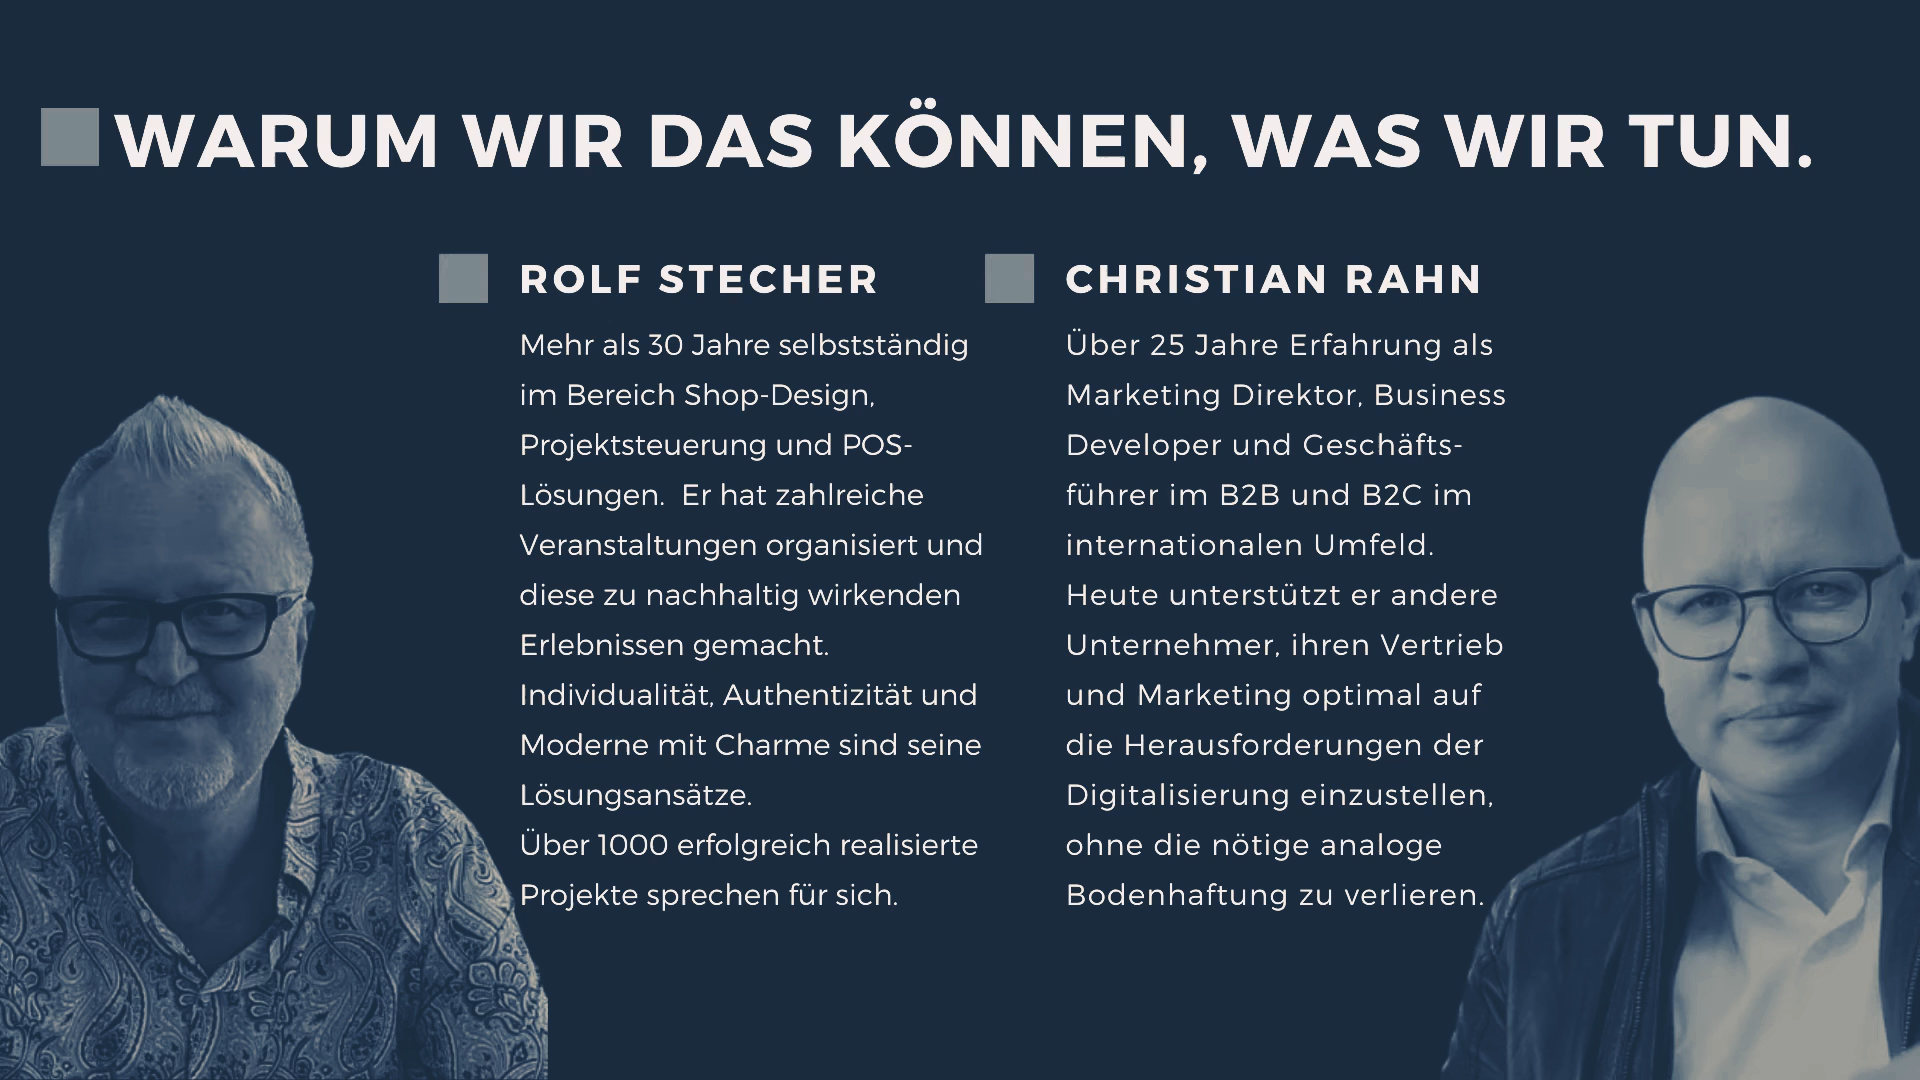 WARUM WIR DAS KÖNNEN, WAS WIR TUN.
ROLF STECHER
Mehr als 30 Jahre selbstständig
im Bereich Shop-Design,
Projektsteuerung und POS-
Lösungen.  Er hat zahlreiche
Veranstaltungen organisiert und
diese zu nachhaltig wirkenden
Erlebnissen gemacht.
Individualität, Authentizität und
Moderne mit Charme sind seine
Lösungsansätze.
Über 1000 erfolgreich realisierte
Projekte sprechen für sich.
CHRISTIAN RAHN
Über 25 Jahre Erfahrung als
Marketing Direktor, Business
Developer und Geschäfts-
führer im B2B und B2C im
internationalen Umfeld.
Heute unterstützt er andere
Unternehmer, ihren Vertrieb
und Marketing optimal auf
die Herausforderungen der
Digitalisierung einzustellen,
ohne die nötige analoge
Bodenhaftung zu verlieren.